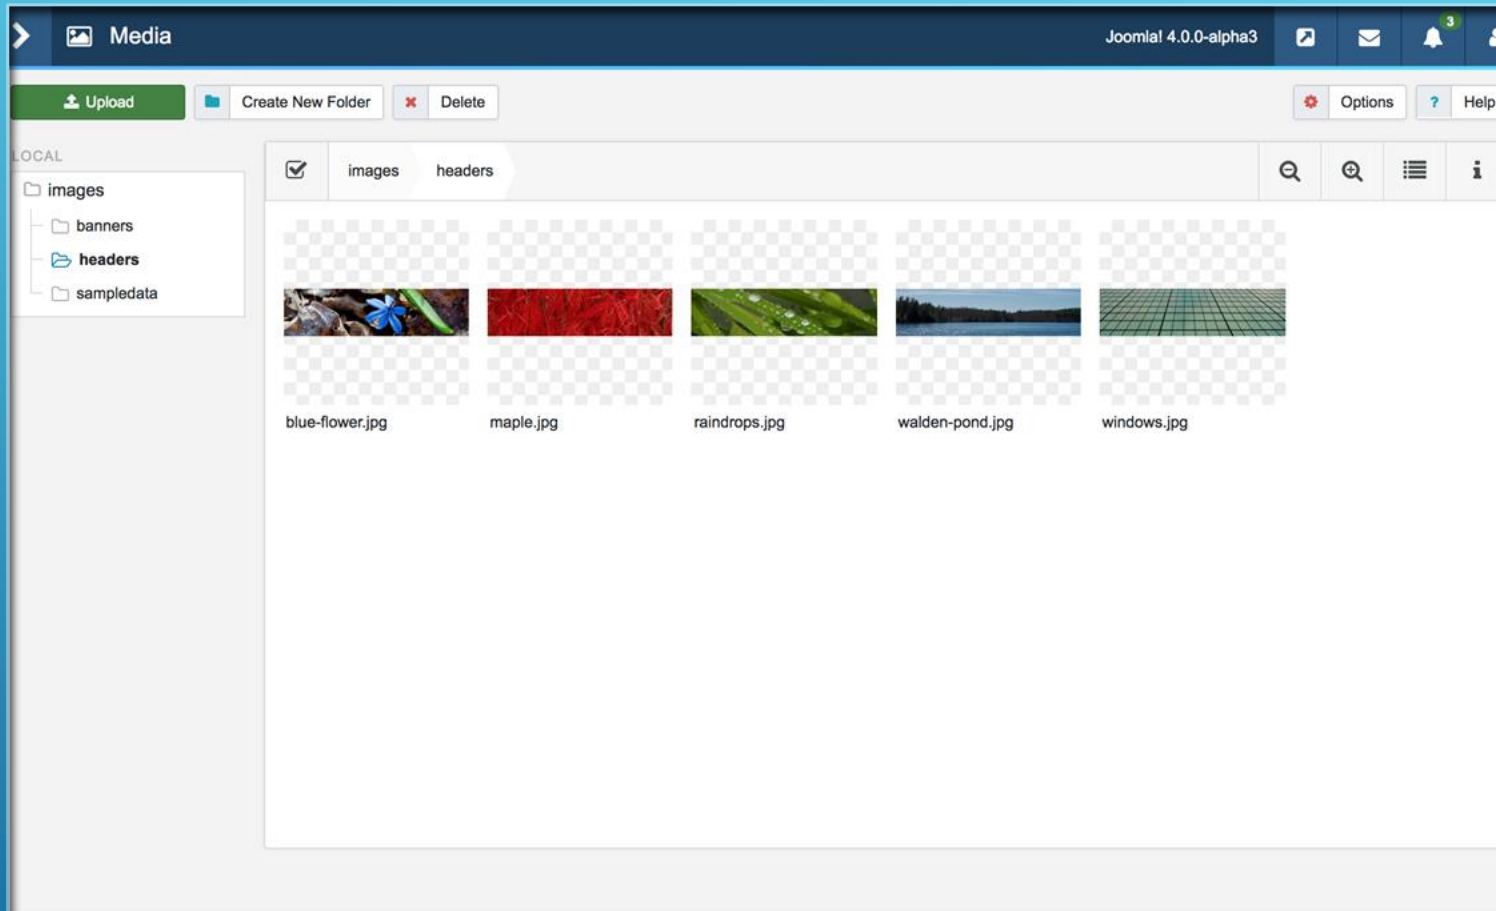 Media
Joomla! 4.0.0-alpha3
3
Upload
Create New Folder
Delete
Options
? Help
LOCAL
images
banners
headers
sampledata
images
headers
blue-flower.jpg
maple.jpg
raindrops.jpg
walden-pond.jpg
windows.jpg